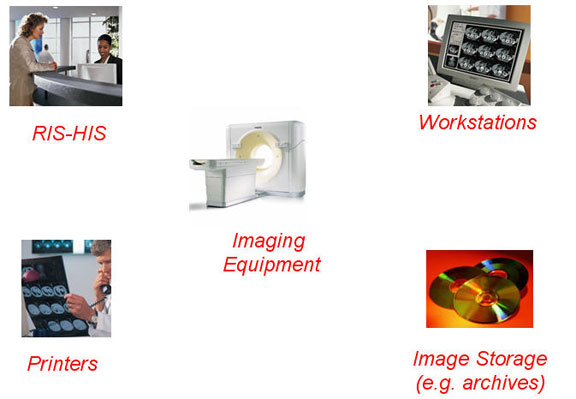 RIS-HIS
Workstations
Imaging
Equipment
Printers
Image Storage
(e.g. archives)